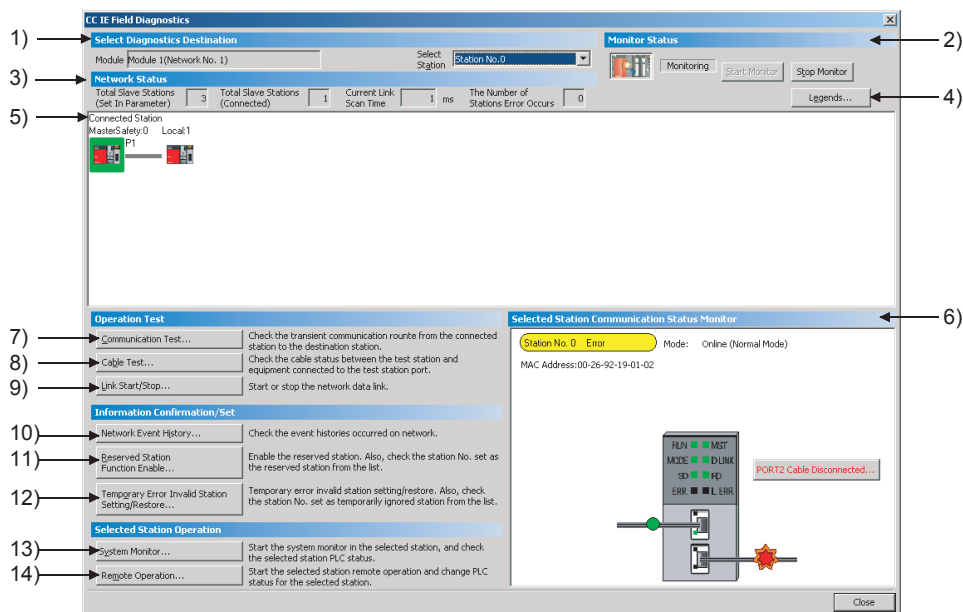 CC IE Field Diagnostics
1)
Select Diagnostics Destination
Monitor Status
2)
Module Module 1(Network No. 1)
Select Station
Station No.0
Monitoring
Start Monitor
Stop Monitor
3)
Network Status
Total Slave Stations (Set In Parameter)
3
Total Slave Stations (Connected)
1
Current Link Scan Time
1 ms
The Number of Stations Error Occurs
0
Legends...
4)
5)
Connected Station
MasterSafety:0 Local:1
P1
Operation Test
7)
Communication Test...
Check the transient communication rounte from the connected
station to the destination station.
8)
Cable Test...
Check the cable status between the test station and
equipment connected to the test station port.
9)
Link Start/Stop...
Start or stop the network data link.
Information Confirmation/Set
10)
Network Event History...
Check the event histories occurred on network.
11)
Reserved Station
Function Enable...
Enable the reserved station. Also, check the station No. set as
the reserved station from the list.
12)
Temporary Error Invalid Station
Setting/Restore...
Temporary error invalid station setting/restore. Also, check
the station No. set as temporarily ignored station from the list.
Selected Station Operation
13)
System Monitor...
Start the system monitor in the selected station, and check
the selected station PLC status.
14)
Remote Operation...
Start the selected station remote operation and change PLC
status for the selected station.
Selected Station Communication Status Monitor
6)
Station No. 0 Error
Mode: Online (Normal Mode)
MAC Address:00-26-92-19-01-02
RUN MST
MODE D LINK
SD RD
ERR. L ERR.
PORT2 Cable Disconnected...
Close